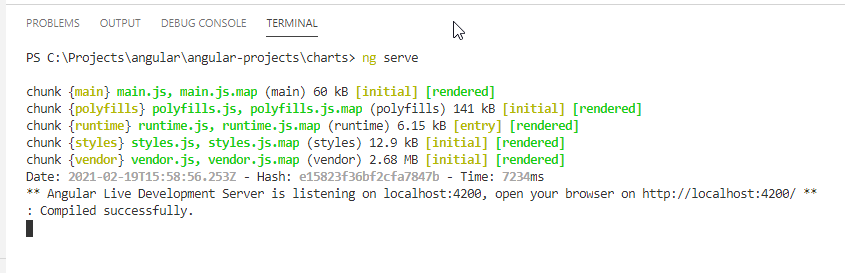 PROBLEMS OUTPUT DEBUG CONSOLE TERMINAL
PS C:\Projects\angular\angular-projects\charts> ng serve
chunk {main} main.js, main.js.map (main) 60 kB [initial] [rendered]
chunk {polyfills} polyfills.js, polyfills.js.map (polyfills) 141 kB [initial] [rendered]
chunk {runtime} runtime.js, runtime.js.map (runtime) 6.15 kB [entry] [rendered]
chunk {styles} styles.js, styles.js.map (styles) 12.9 kB [initial] [rendered]
chunk {vendor} vendor.js, vendor.js.map (vendor) 2.68 MB [initial] [rendered]
Date: 2021-02-19T15:58:56.253Z - Hash: e15823f36bf2cfa7847b - Time: 7234ms
** Angular Live Development Server is listening on localhost:4200, open your browser on http://localhost:4200/ **
: Compiled successfully.